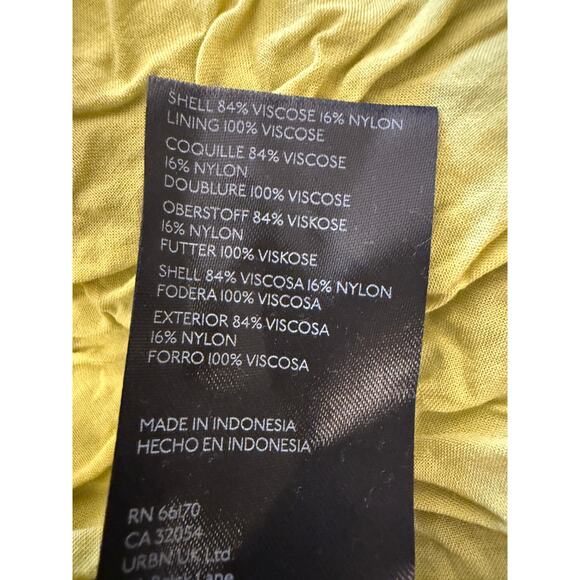 SHELL 84% VISCOSE 16% NYLON
LINING 100% VISCOSE
COQUILLE 84% VISCOSE
16% NYLON
DOUBLURE 100% VISCOSE
OBERSTOFF 84% VISKOSE
16% NYLON
FUTTER 100% VISKOSE
SHELL 84% VISCOSA 16% NYLON
FODERA 100% VISCOSA
EXTERIOR 84% VISCOSA
16% NYLON
FORRO 100% VISCOSA
MADE IN INDONESIA
HECHO EN INDONESIA
RN 66170
CA 32054
URBN UK Ltd
Lane